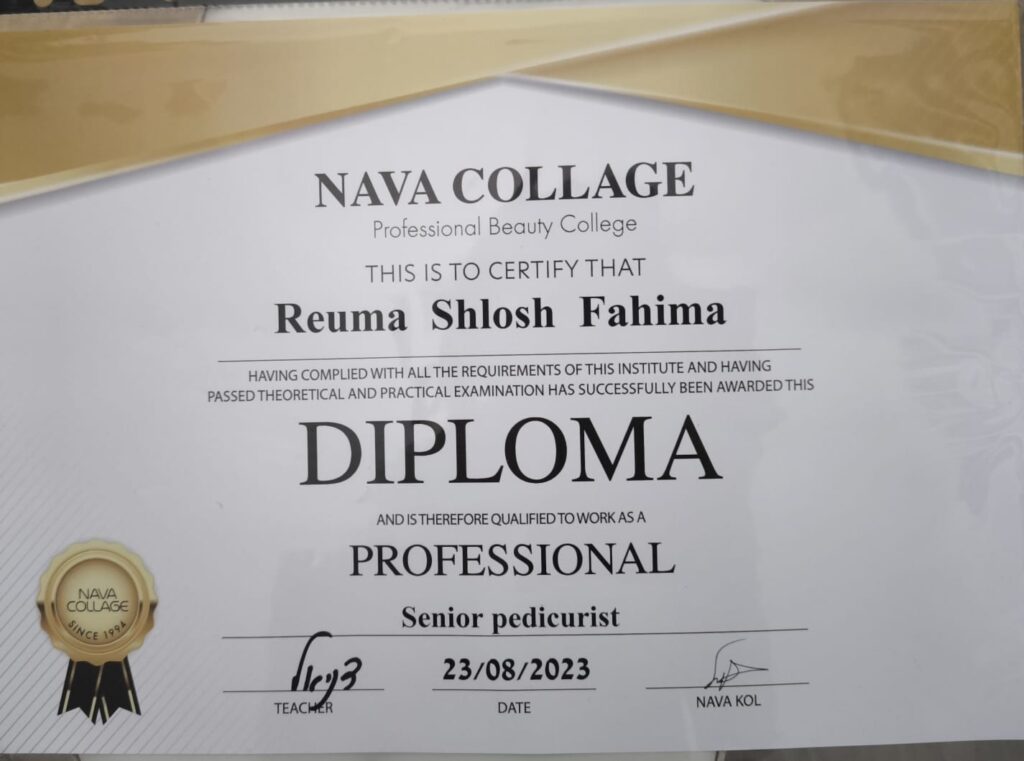 NAVA COLLAGE
Professional Beauty College
THIS IS TO CERTIFY THAT
Reuma Shlosh Fahima
HAVING COMPLIED WITH ALL THE REQUIREMENTS OF THIS INSTITUTE AND HAVING
PASSED THEORETICAL AND PRACTICAL EXAMINATION HAS SUCCESSFULLY BEEN AWARDED THIS
DIPLOMA
AND IS THEREFORE QUALIFIED TO WORK AS A
PROFESSIONAL
Senior pedicurist
NAVA
COLLAGE
SINCE 1994
דניאל
23/08/2023
TEACHER
DATE
NAVA KOL